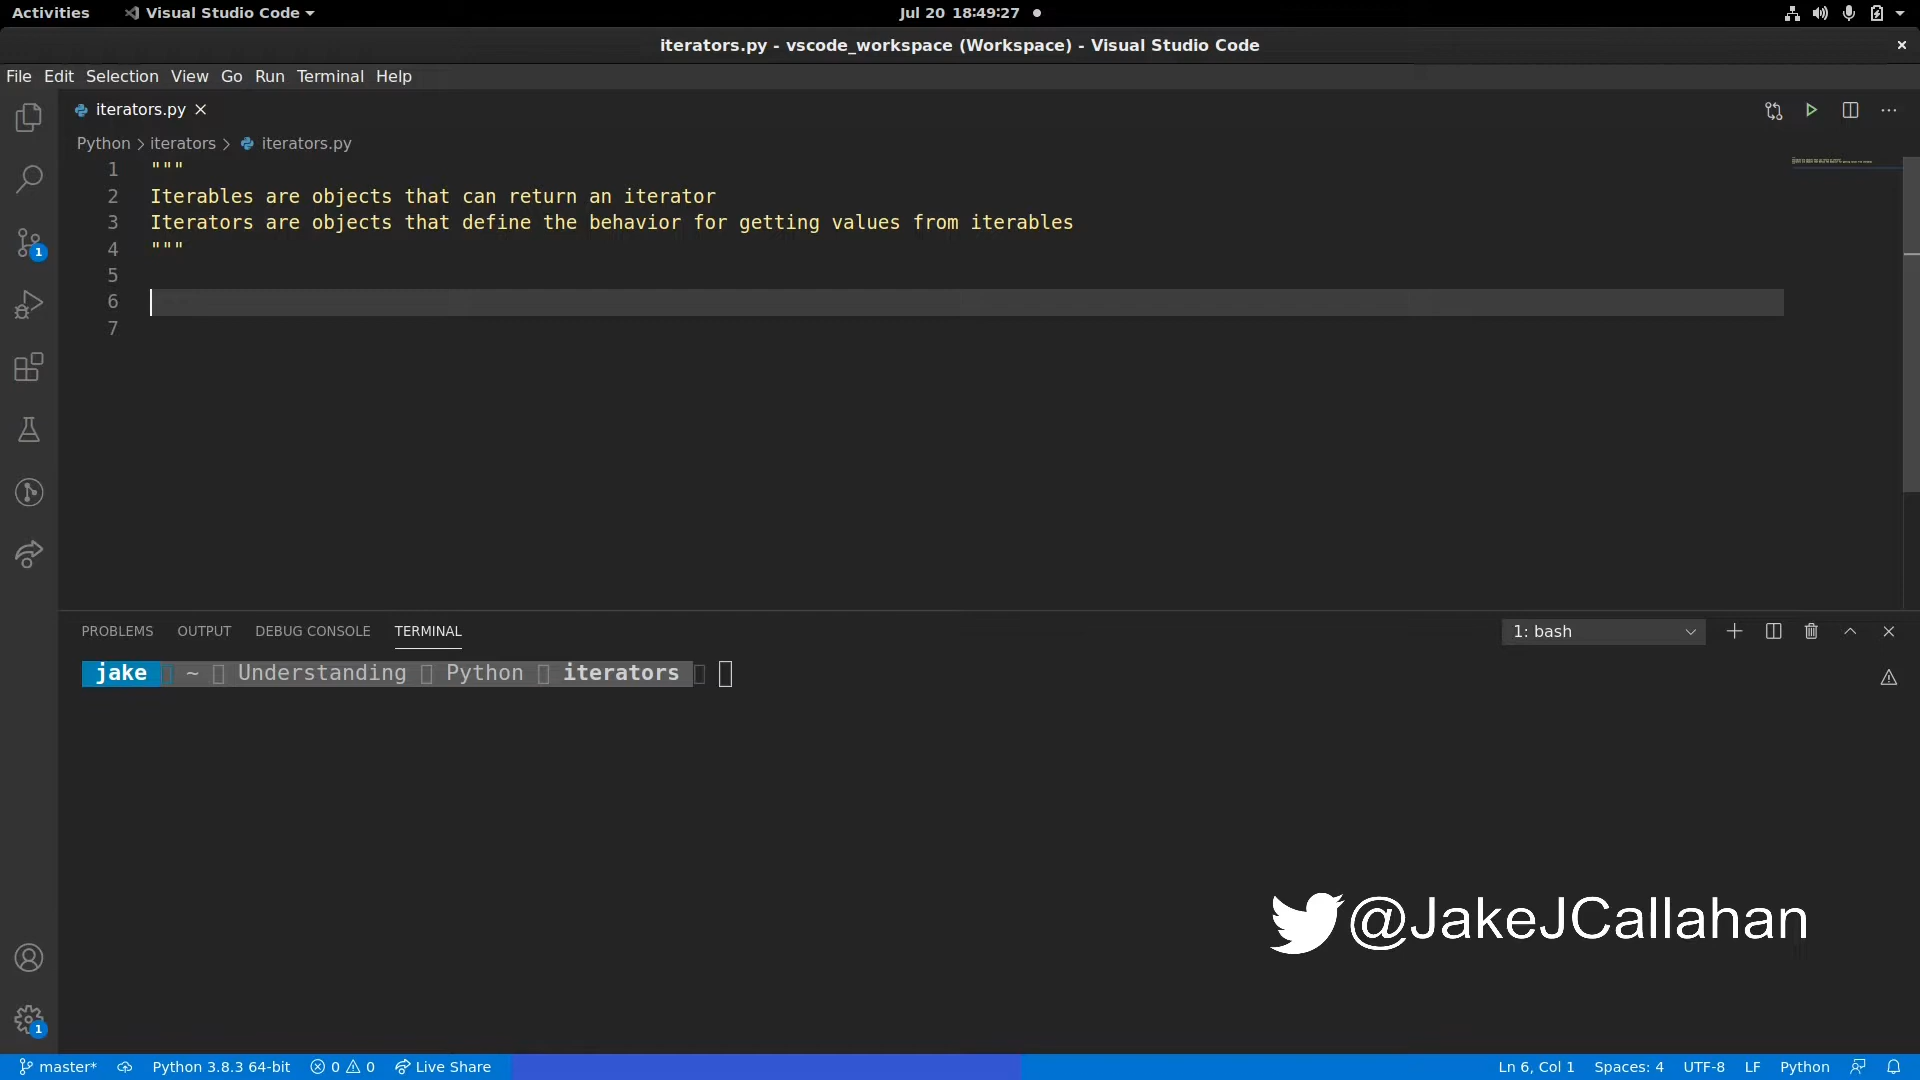 Activities Visual Studio Code Jul 20 18:49:27
iterators.py - vscode_workspace (Workspace) - Visual Studio Code
File Edit Selection View Go Run Terminal Help
iterators.py
Python > iterators > iterators.py
1 """
2 Iterables are objects that can return an iterator
3 Iterators are objects that define the behavior for getting values from iterables
4 """
5
6
7
PROBLEMS OUTPUT DEBUG CONSOLE TERMINAL 1: bash
jake ~ Understanding Python iterators
@JakeJCallahan
1
1
master* Python 3.8.3 64-bit 0 0 Live Share Ln 6, Col 1 Spaces: 4 UTF-8 LF Python